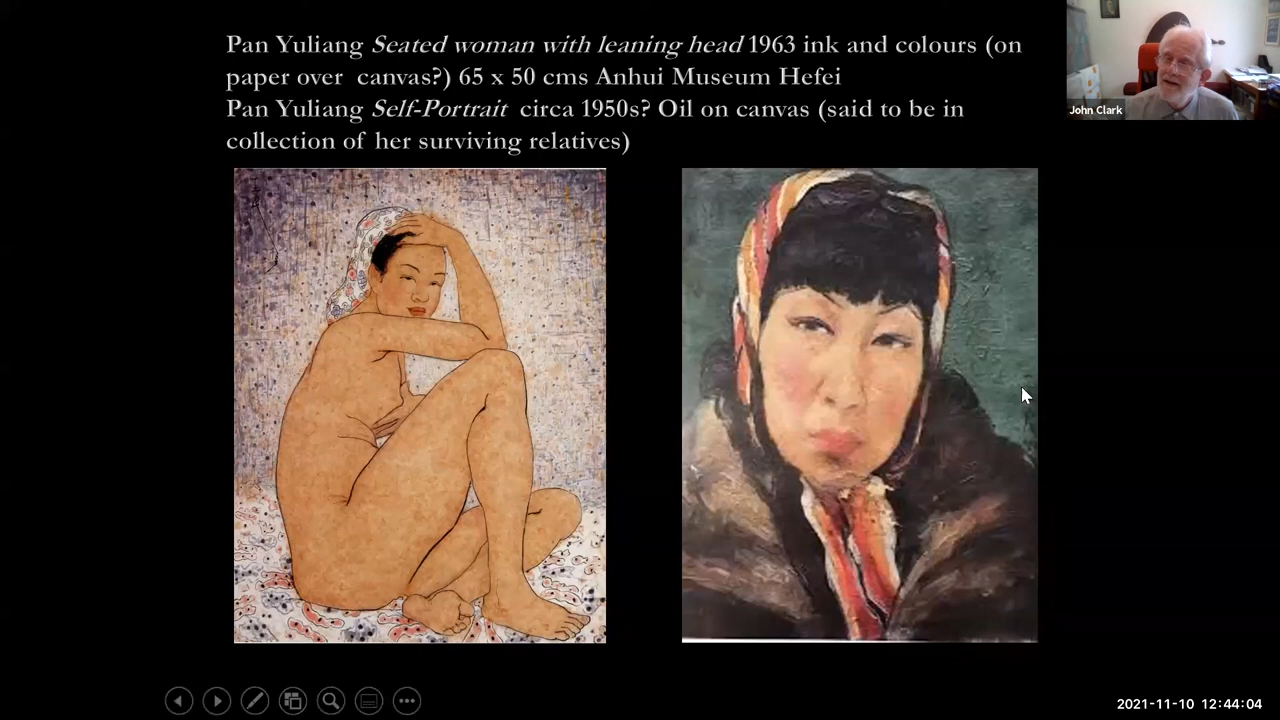 Pan Yuliang Seated woman with leaning head 1963 ink and colours (on
paper over canvas?) 65 x 50 cms Anhui Museum Hefei
Pan Yuliang Self-Portrait circa 1950s? Oil on canvas (said to be in
collection of her surviving relatives)
John Clark
2021-11-10 12:44:04